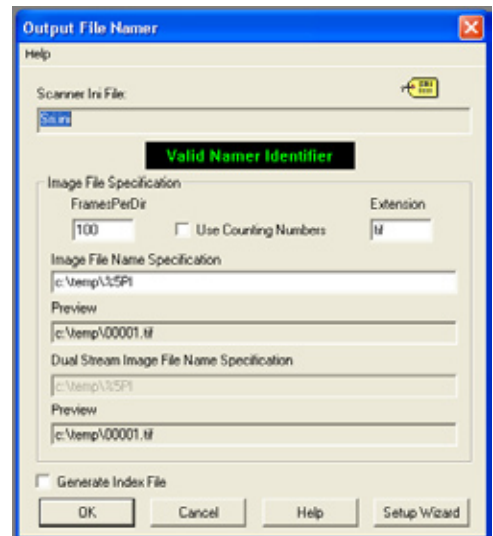 Output File Namer
Help
Scanner Ini File:
Valid Namer Identifier
Image File Specification
FramesPerDir
Extension
100
Use Counting Numbers
tif
Image File Name Specification
c:\temp\%5PI
Preview
c:\temp\00001.tif
Dual Stream Image File Name Specification
c:\temp\%5PI
Preview
c:\temp\00001.tif
Generate Index File
OK
Cancel
Help
Setup Wizard